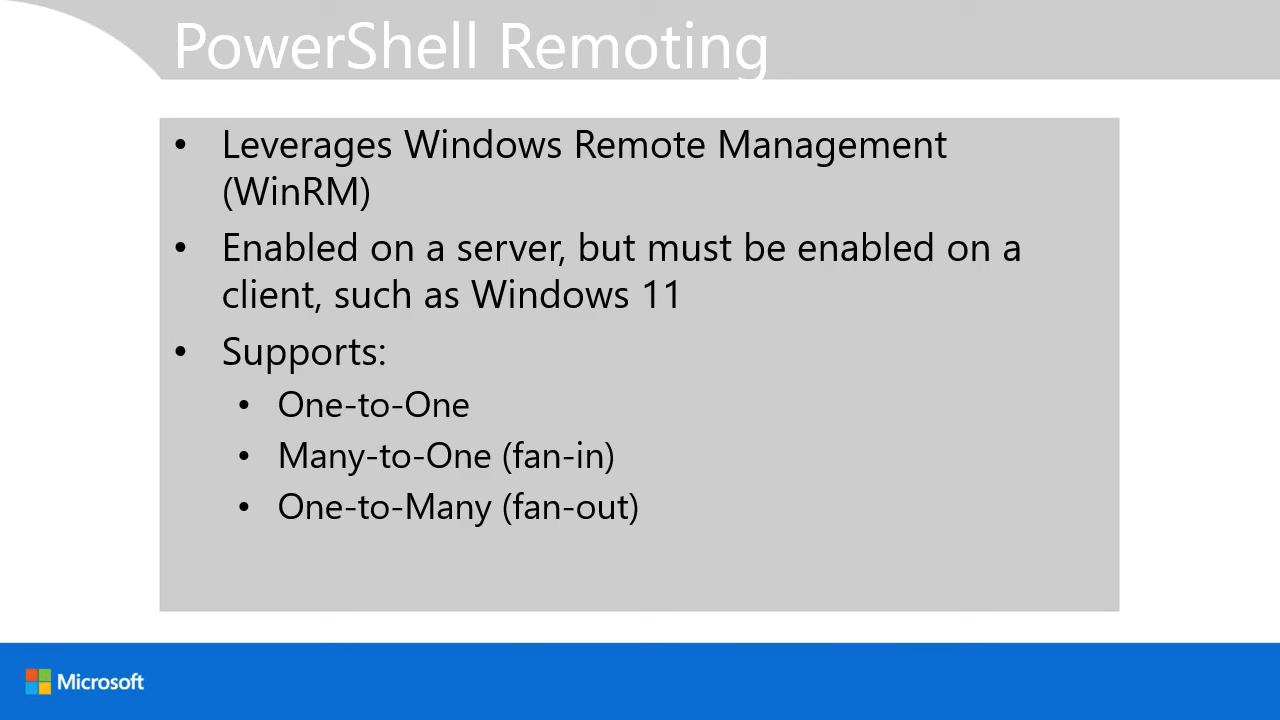 PowerShell Remoting
• Leverages Windows Remote Management
(WinRM)
• Enabled on a server, but must be enabled on a
client, such as Windows 11
• Supports:
• One-to-One
• Many-to-One (fan-in)
• One-to-Many (fan-out)
Microsoft